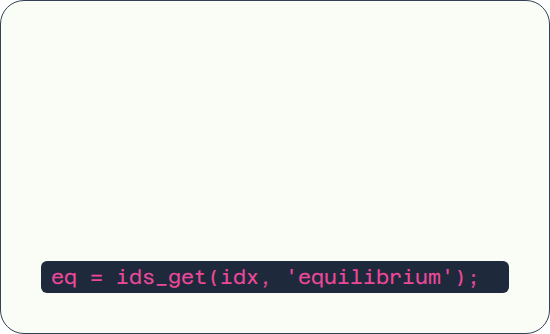 eq = ids_get(idx, 'equilibrium');